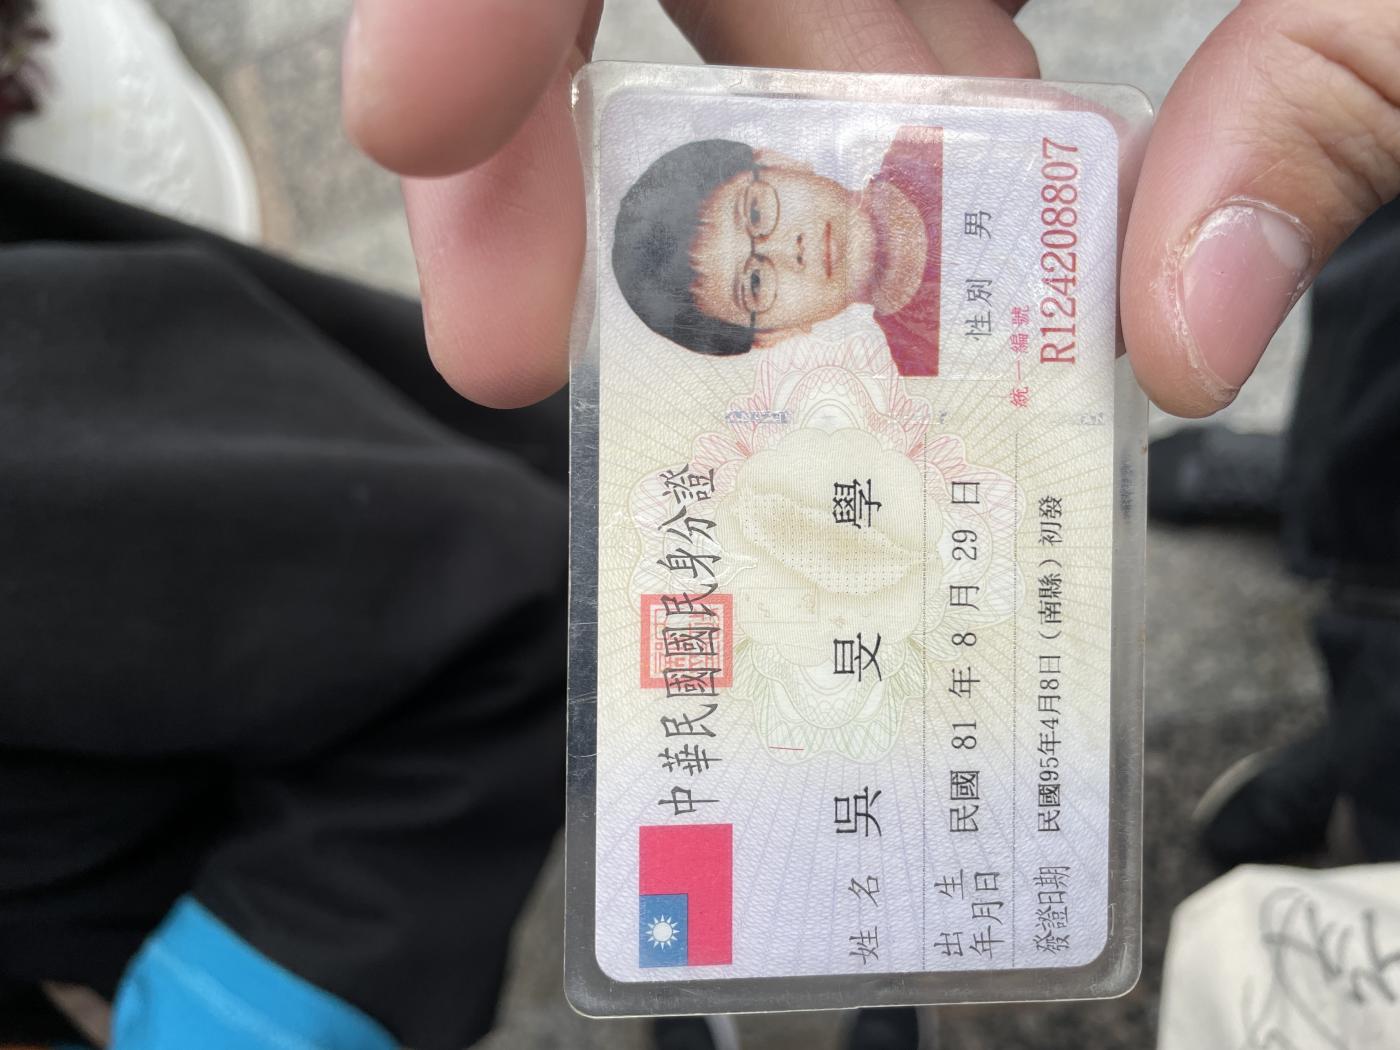 中華民國國民身分證
姓名 吳旻學
出生年月日 民國 81 年 8 月 29 日
性別 男
發證日期 民國95年4月8日（南縣）初發
統一編號
R124208807